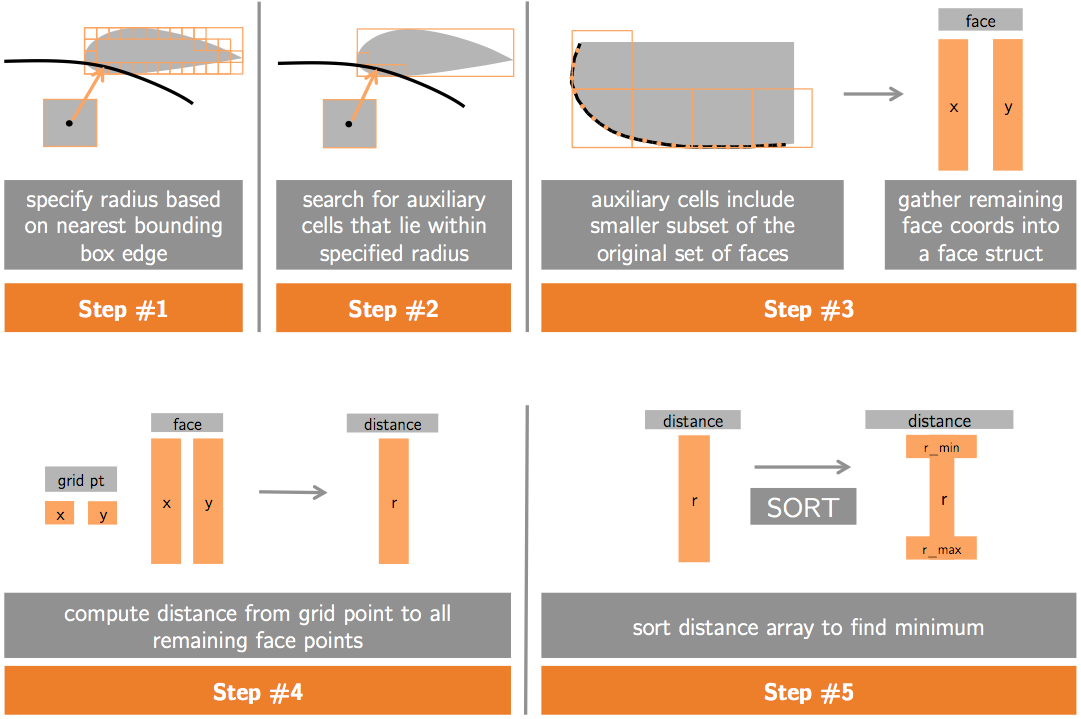 specify radius based
on nearest bounding
box edge
Step #1
search for auxiliary
cells that lie within
specified radius
Step #2
face
x y
auxiliary cells include
smaller subset of the
original set of faces
gather remaining
face coords into
a face struct
Step #3
grid pt
x y
face
x y
distance
r
compute distance from grid point to all
remaining face points
Step #4
distance
r
SORT
distance
r_min
r
r_max
sort distance array to find minimum
Step #5